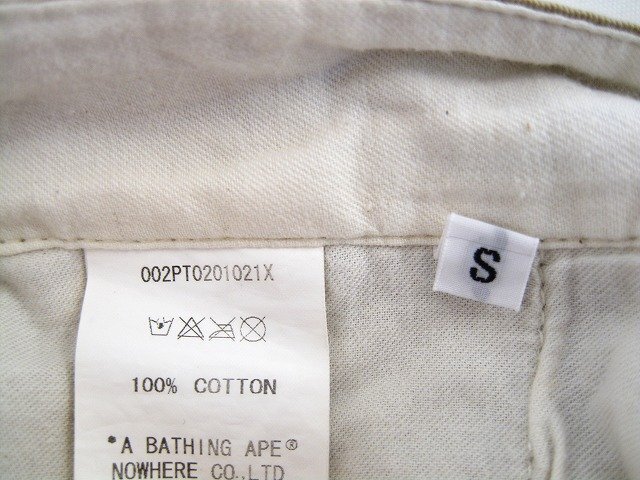 002PT0201021X
S
100% COTTON
*A BATHING APE®
NOWHERE CO.,LTD